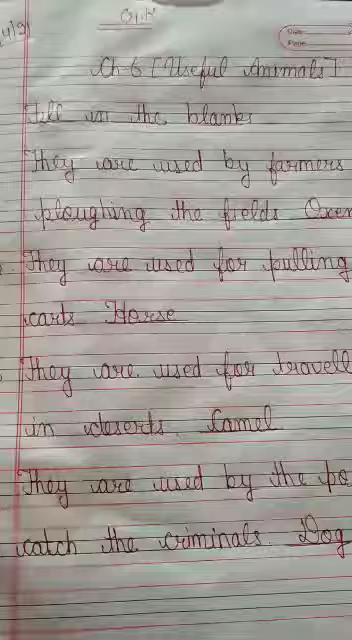 Ch-6 [Useful Animals]
Date
Page
Fill in the blanks
They are used by farmers
ploughing the fields Oxen
They are used for pulling
carts Horse
They are used for travell
in deserts. Camel
They are used by the po
catch the criminals. Dog